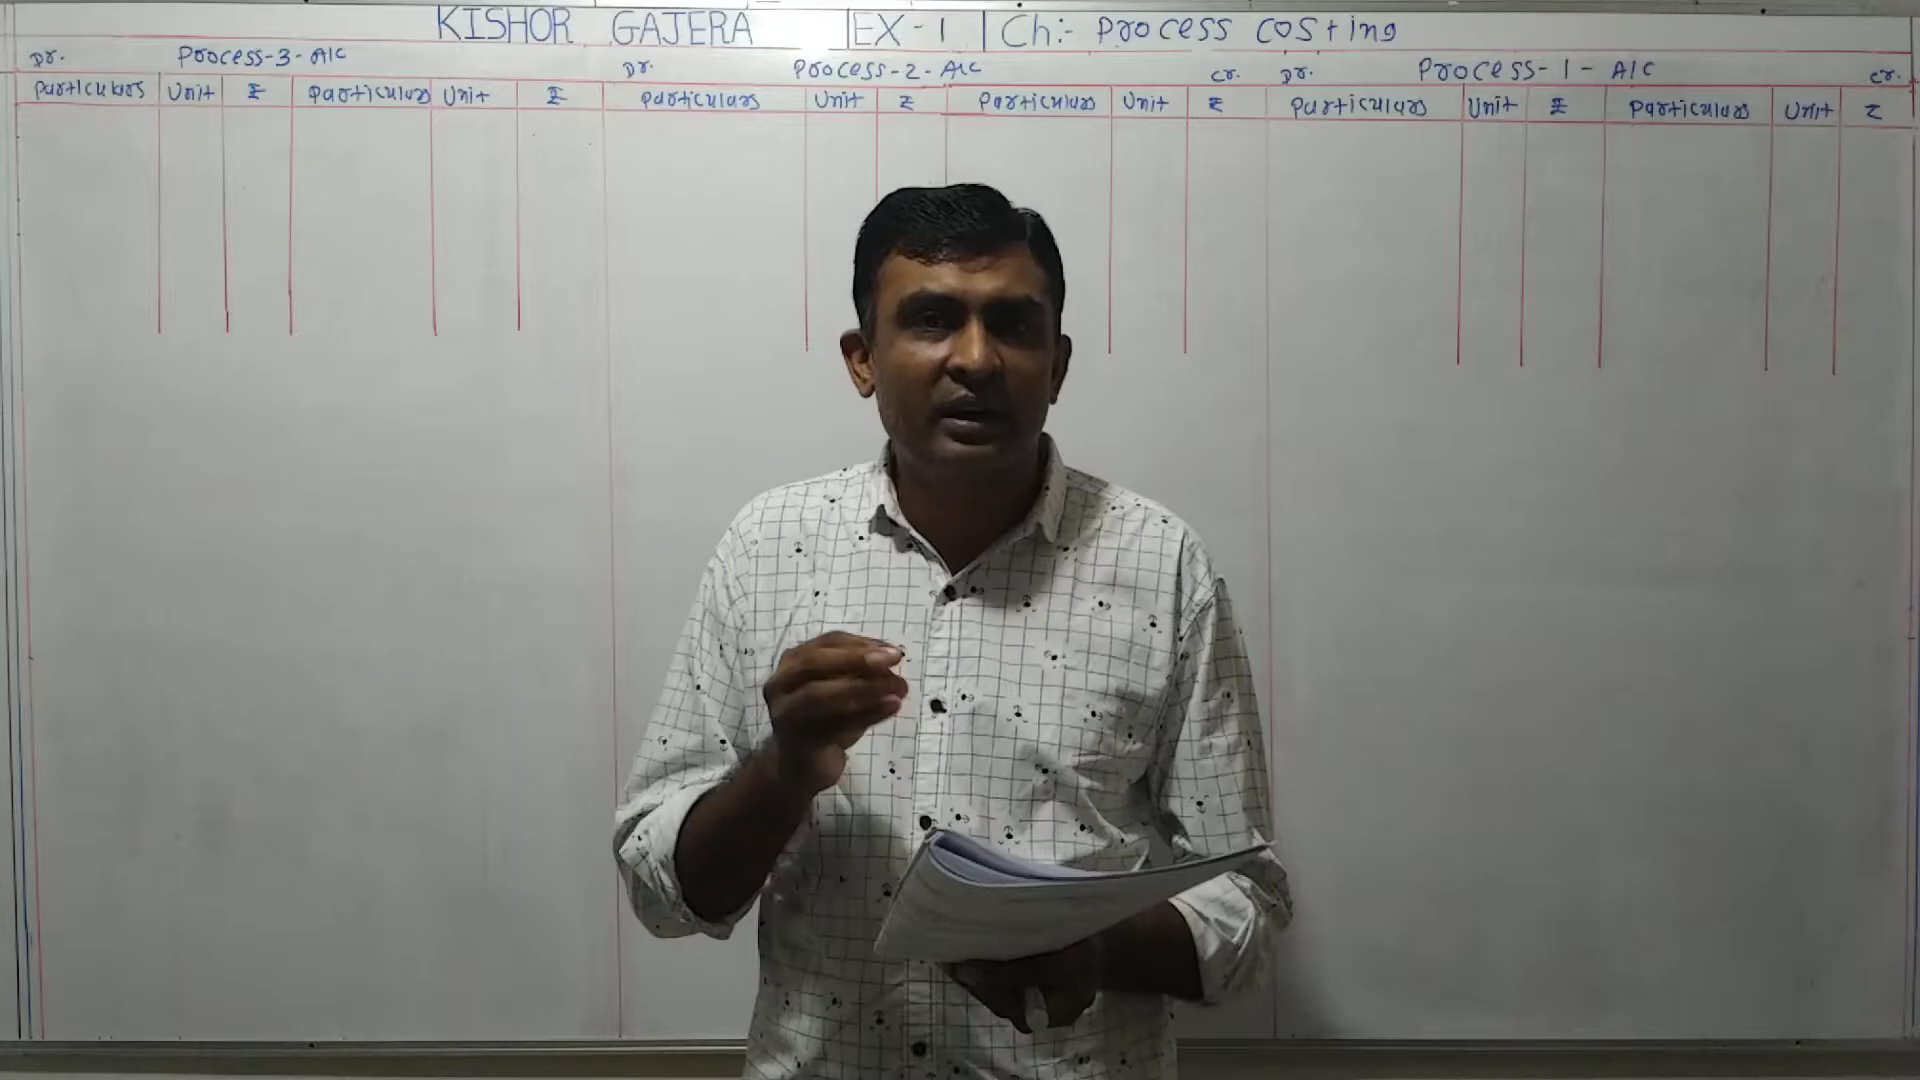 KISHOR GAJERA | EX-1 | Ch:- Process costing
Dr. Process-3-A/C
Particulars Unit ₹ Particulars Unit ₹
Dr. Process-2-A/C Cr.
Particulars Unit ₹ Particulars Unit ₹
Dr. Process-1-A/C Cr.
Particulars Unit ₹ Particulars Unit ₹